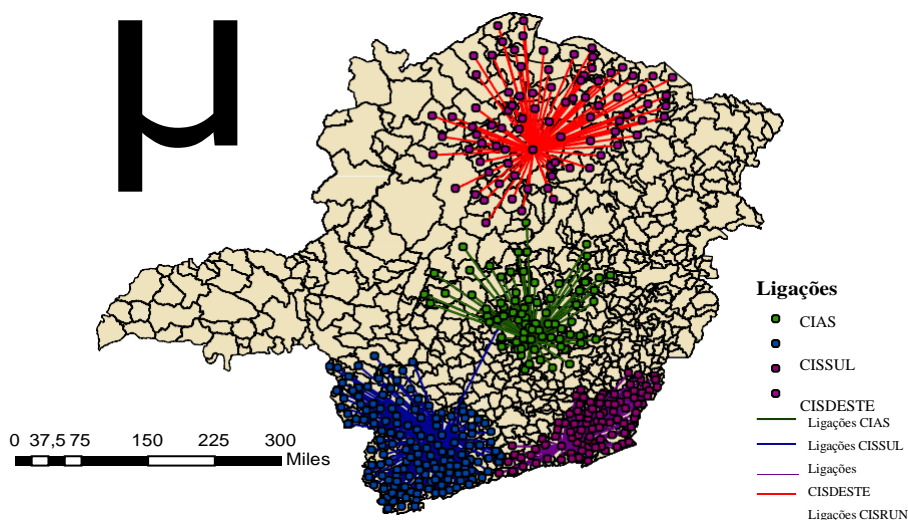 µ
Ligações
CIAS
CISSUL
CISDESTE
Ligações CIAS
Ligações CISSUL
Ligações
CISDESTE
Ligações CISRUN
0 37,5 75 150 225 300
Miles